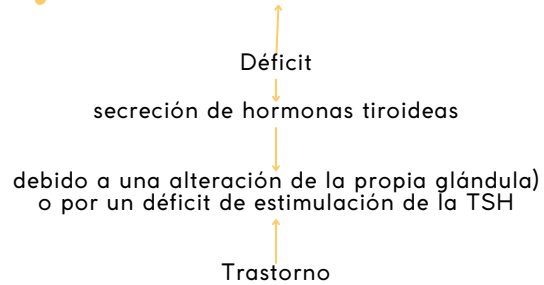 Déficit
secreción de hormonas tiroideas
debido a una alteración de la propia glándula)
o por un déficit de estimulación de la TSH
Trastorno